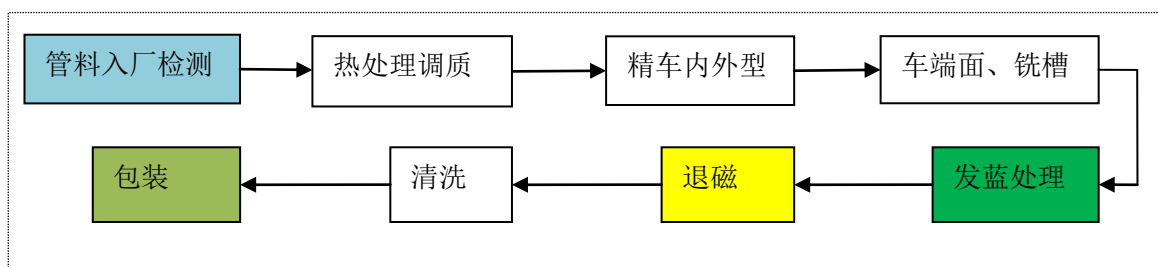 管料入厂检测
热处理调质
精车内外型
车端面、铣槽
发蓝处理
退磁
清洗
包装